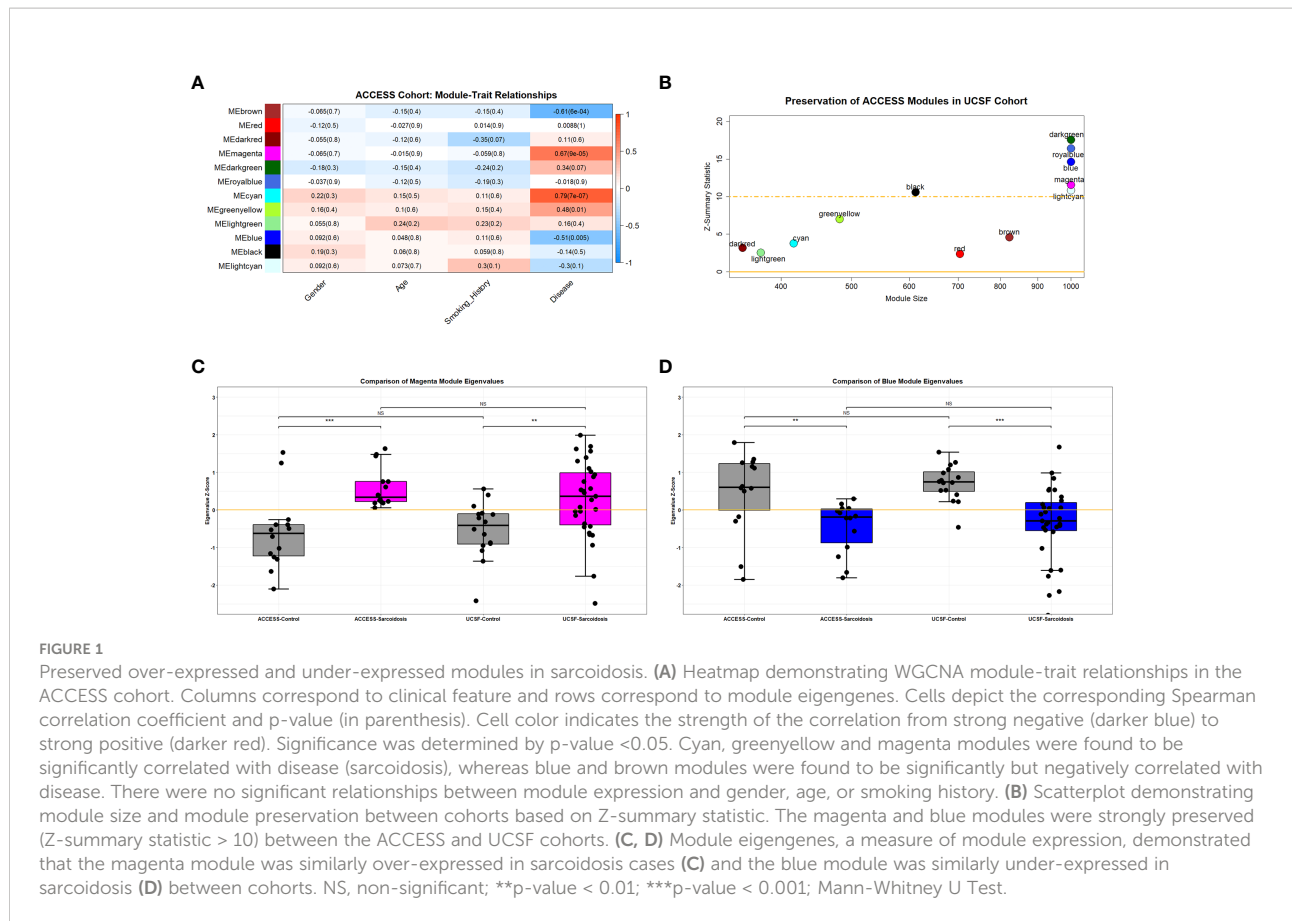 A
ACCESS Cohort: Module-Trait Relationships
MEbrown -0.065(0.7) -0.15(0.4) -0.15(0.4) -0.61(6e-04)
MEred -0.12(0.5) -0.027(0.9) 0.014(0.9) 0.0088(1)
MEdarkred -0.055(0.8) -0.12(0.6) -0.35(0.07) 0.11(0.6)
MEmagenta -0.065(0.7) -0.015(0.9) -0.059(0.8) 0.67(9e-05)
MEdarkgreen -0.18(0.3) -0.15(0.4) -0.24(0.2) 0.34(0.07)
MEroyalblue -0.037(0.9) -0.12(0.5) -0.19(0.3) -0.018(0.9)
MEcyan 0.22(0.3) 0.15(0.5) 0.11(0.6) 0.79(7e-07)
MEgreenyellow 0.16(0.4) 0.1(0.6) 0.15(0.4) 0.48(0.01)
MElightgreen 0.055(0.8) 0.24(0.2) 0.23(0.2) 0.16(0.4)
MEblue 0.092(0.6) 0.048(0.8) 0.11(0.6) -0.51(0.005)
MEblack 0.19(0.3) 0.06(0.8) 0.059(0.8) -0.14(0.5)
MElightcyan 0.092(0.6) 0.073(0.7) 0.3(0.1) -0.3(0.1)
Gender Age Smoking_History Disease
1
0.5
0
-0.5
-1
B
Preservation of ACCESS Modules in UCSF Cohort
Z-Summary Statistic
20
15
10
5
0
darkgreen
royalblue
blue
magenta
lightcyan
black
greenyellow
brown
cyan
darkred
red
lightgreen
400 500 600 700 800 900 1000
Module Size
C
Comparison of Magenta Module Eigenvalues
Eigenvalue Z-Score
3
2
1
0
-1
-2
NS
NS
***
**
ACCESS-Control ACCESS-Sarcoidosis UCSF-Control UCSF-Sarcoidosis
D
Comparison of Blue Module Eigenvalues
Eigenvalue Z-Score
3
2
1
0
-1
-2
NS
NS
**
***
ACCESS-Control ACCESS-Sarcoidosis UCSF-Control UCSF-Sarcoidosis
FIGURE 1
Preserved over-expressed and under-expressed modules in sarcoidosis. (A) Heatmap demonstrating WGCNA module-trait relationships in the
ACCESS cohort. Columns correspond to clinical feature and rows correspond to module eigengenes. Cells depict the corresponding Spearman
correlation coefficient and p-value (in parenthesis). Cell color indicates the strength of the correlation from strong negative (darker blue) to
strong positive (darker red). Significance was determined by p-value <0.05. Cyan, greenyellow and magenta modules were found to be
significantly correlated with disease (sarcoidosis), whereas blue and brown modules were found to be significantly but negatively correlated with
disease. There were no significant relationships between module expression and gender, age, or smoking history. (B) Scatterplot demonstrating
module size and module preservation between cohorts based on Z-summary statistic. The magenta and blue modules were strongly preserved
(Z-summary statistic > 10) between the ACCESS and UCSF cohorts. (C, D) Module eigengenes, a measure of module expression, demonstrated
that the magenta module was similarly over-expressed in sarcoidosis cases (C) and the blue module was similarly under-expressed in
sarcoidosis (D) between cohorts. NS, non-significant; **p-value < 0.01; ***p-value < 0.001; Mann-Whitney U Test.